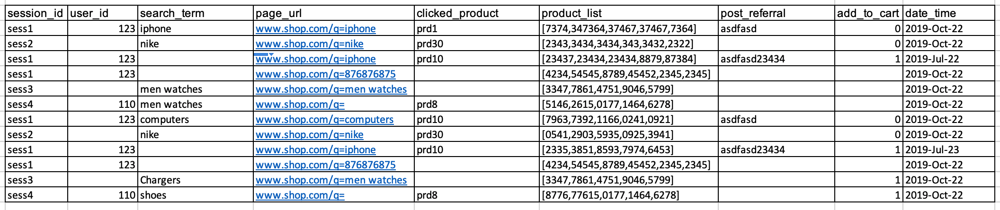 session_id user_id search_term page_url clicked_product product_list post_referral add_to_cart date_time
sess1 123 iphone www.shop.com/q=iphone prd1 [7374,347364,37467,37467,7364] asdfasd 0 2019-Oct-22
sess2 nike www.shop.com/q=nike prd30 [2343,3434,3434,343,3432,2322] 0 2019-Oct-22
sess1 123 www.shop.com/q=iphone prd10 [23437,23434,23434,8879,87384] asdfasd23434 1 2019-Jul-22
sess1 123 www.shop.com/q=876876875 [4234,54545,8789,45452,2345,2345] 2019-Oct-22
sess3 men watches www.shop.com/q=men watches [3347,7861,4751,9046,5799] 2019-Oct-22
sess4 110 men watches www.shop.com/q= prd8 [5146,2615,0177,1464,6278] 2019-Oct-22
sess1 123 computers www.shop.com/q=computers prd10 [7963,7392,1166,0241,0921] asdfasd 0 2019-Oct-22
sess2 nike www.shop.com/q=nike prd30 [0541,2903,5935,0925,3941] 0 2019-Oct-22
sess1 123 www.shop.com/q=iphone prd10 [2335,3851,8593,7974,6453] asdfasd23434 1 2019-Jul-23
sess1 123 www.shop.com/q=876876875 [4234,54545,8789,45452,2345,2345] 2019-Oct-22
sess3 Chargers www.shop.com/q=men watches [3347,7861,4751,9046,5799] 1 2019-Oct-22
sess4 110 shoes www.shop.com/q= prd8 [8776,77615,0177,1464,6278] 1 2019-Oct-22